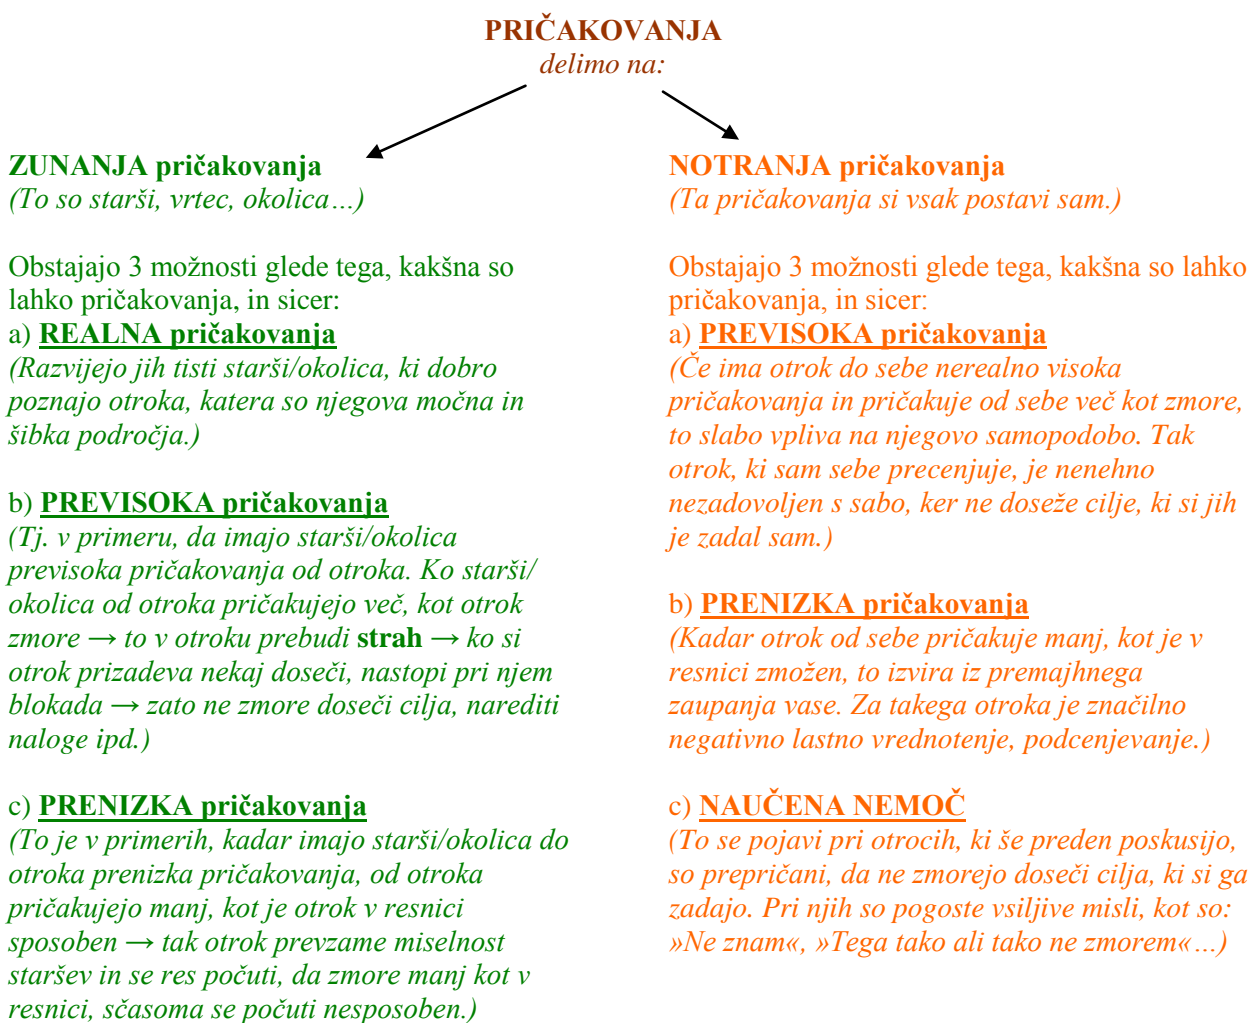 PRIČAKOVANJA
delimo na:
ZUNANJA pričakovanja
(To so starši, vrtec, okolica…)
Obstajajo 3 možnosti glede tega, kakšna so
lahko pričakovanja, in sicer:
a) REALNA pričakovanja
(Razvijejo jih tisti starši/okolica, ki dobro
poznajo otroka, katera so njegova močna in
šibka področja.)
b) PREVISOKA pričakovanja
(Tj. v primeru, da imajo starši/okolica
previsoka pričakovanja od otroka. Ko starši/
okolica od otroka pričakujejo več, kot otrok
zmore → to v otroku prebudi strah → ko si
otrok prizadeva nekaj doseči, nastopi pri njem
blokada → zato ne zmore doseči cilja, narediti
naloge ipd.)
c) PRENIZKA pričakovanja
(To je v primerih, kadar imajo starši/okolica do
otroka prenizka pričakovanja, od otroka
pričakujejo manj, kot je otrok v resnici
sposoben → tak otrok prevzame miselnost
staršev in se res počuti, da zmore manj kot v
resnici, sčasoma se počuti nesposoben.)
NOTRANJA pričakovanja
(Ta pričakovanja si vsak postavi sam.)
Obstajajo 3 možnosti glede tega, kakšna so lahko
pričakovanja, in sicer:
a) PREVISOKA pričakovanja
(Če ima otrok do sebe nerealno visoka
pričakovanja in pričakuje od sebe več kot zmore,
to slabo vpliva na njegovo samopodobo. Tak
otrok, ki sam sebe precenjuje, je nenehno
nezadovoljen s sabo, ker ne doseže cilje, ki si jih
je zadal sam.)
b) PRENIZKA pričakovanja
(Kadar otrok od sebe pričakuje manj, kot je v
resnici zmožen, to izvira iz premajhnega
zaupanja vase. Za takega otroka je značilno
negativno lastno vrednotenje, podcenjevanje.)
c) NAUČENA NEMOČ
(To se pojavi pri otrocih, ki še preden poskusijo,
so prepričani, da ne zmorejo doseči cilja, ki si ga
zadajo. Pri njih so pogoste vsiljive misli, kot so:
»Ne znam«, »Tega tako ali tako ne zmorem«…)